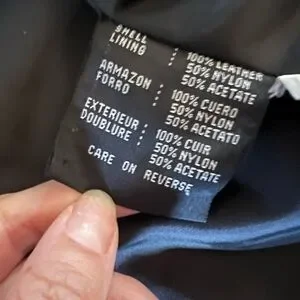 SHELL : 100% LEATHER
LINING : 50% NYLON
50% ACETATE
ARMAZON : 100% CUERO
FORRO : 50% NYLON
50% ACETATO
EXTERIEUR : 100% CUIR
DOUBLURE : 50% NYLON
50% ACETATE
CARE ON REVERSE